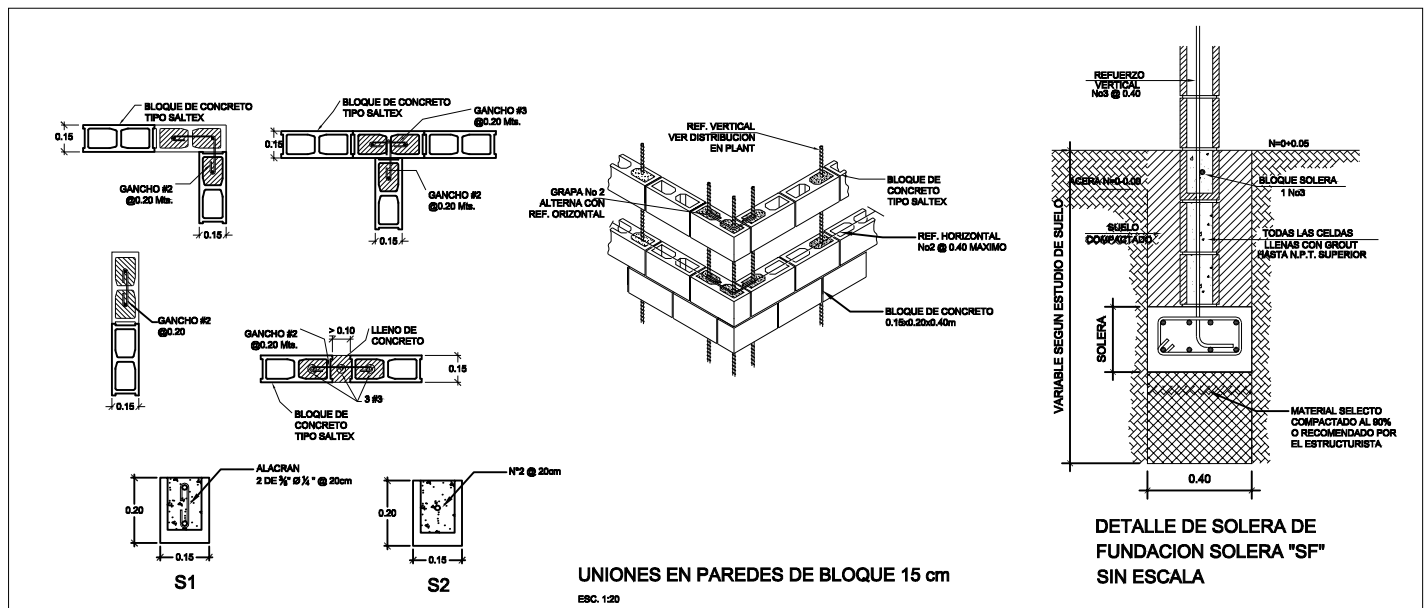 BLOQUE DE CONCRETO
TIPO SALTEX
0.15
GANCHO #2
@0.20 Mts.
0.15
BLOQUE DE CONCRETO
TIPO SALTEX
GANCHO #3
@0.20 Mts.
0.15
GANCHO #2
@0.20 Mts.
0.15
GANCHO #2
@0.20
0.15
GANCHO #2
@0.20 Mts.
> 0.10
LLENO DE
CONCRETO
0.15
3 #3
BLOQUE DE
CONCRETO
TIPO SALTEX
ALACRAN
2 DE ⅜" Ø ¼ " @ 20cm
0.20
0.15
S1
N°2 @ 20cm
0.20
0.15
S2
REF. VERTICAL
VER DISTRIBUCION
EN PLANT
GRAPA No 2
ALTERNA CON
REF. ORIZONTAL
BLOQUE DE
CONCRETO
TIPO SALTEX
REF. HORIZONTAL
No2 @ 0.40 MAXIMO
BLOQUE DE CONCRETO
0.15x0.20x0.40m
UNIONES EN PAREDES DE BLOQUE 15 cm
ESC. 1:20
REFUERZO
VERTICAL
No3 @ 0.40
N=0+0.05
BLOQUE SOLERA
1 No3
SUELO
COMPACTADO
TODAS LAS CELDAS
LLENAS CON GROUT
HASTA N.P.T. SUPERIOR
VARIABLE SEGUN ESTUDIO DE SUELO
SOLERA
MATERIAL SELECTO
COMPACTADO AL 90%
O RECOMENDADO POR
EL ESTRUCTURISTA
0.40
DETALLE DE SOLERA DE
FUNDACION SOLERA "SF"
SIN ESCALA